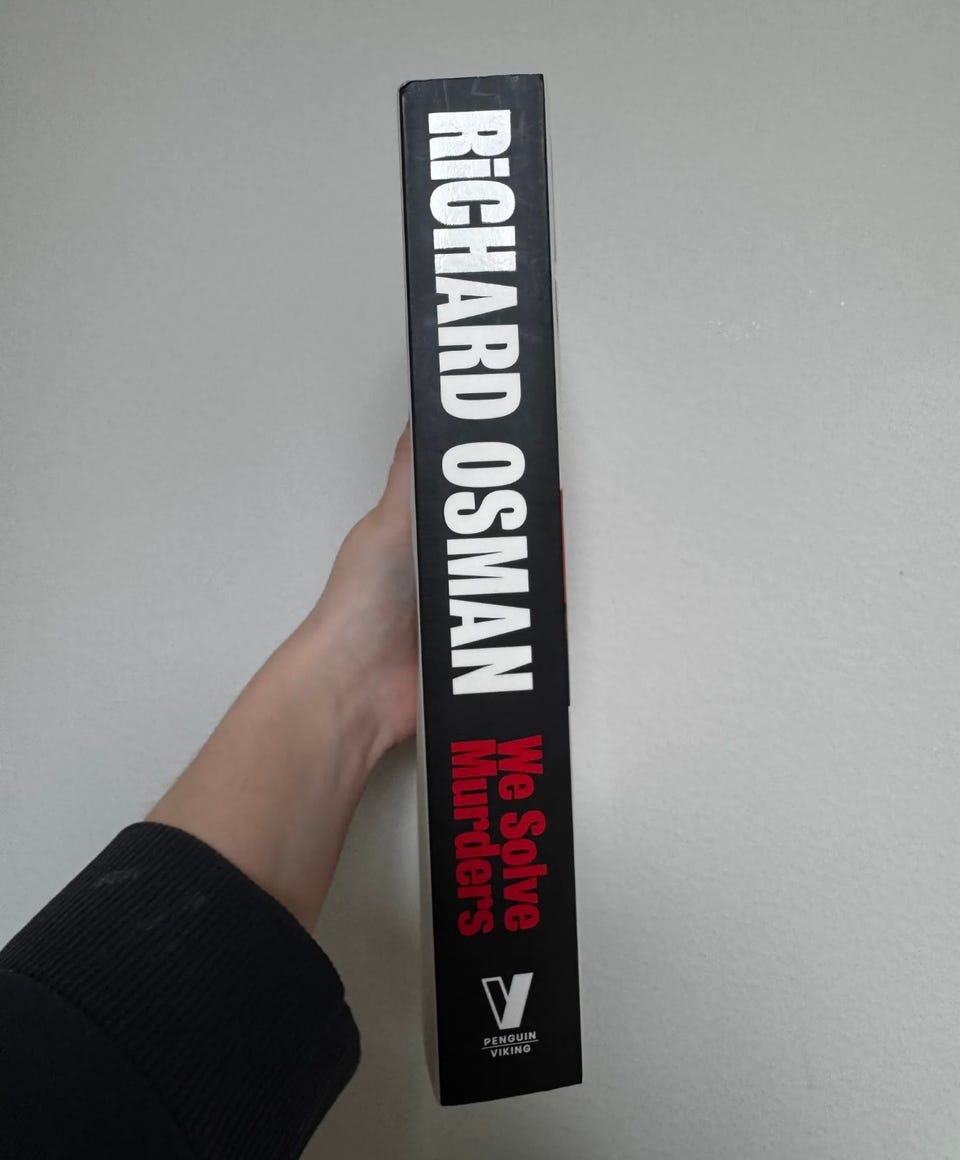 RiCHARD OSMAN
We Solve
Murders
PENGUIN
VIKING